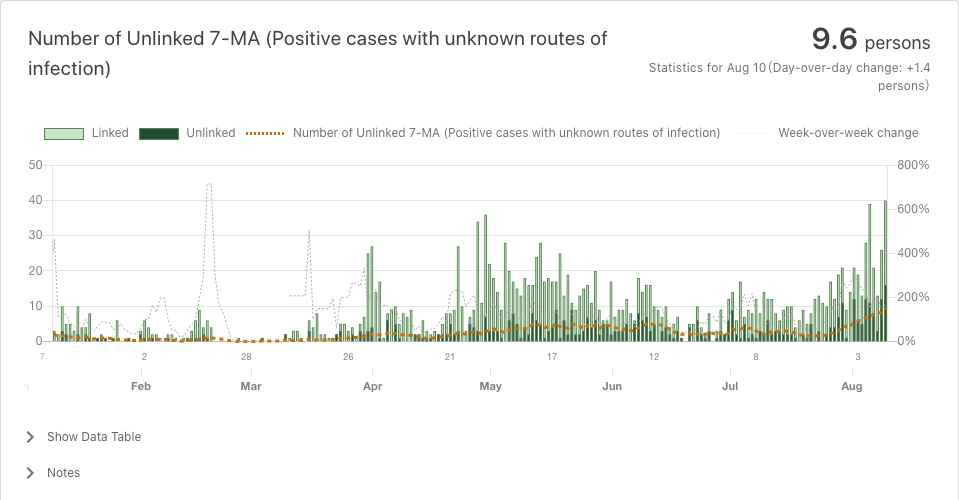 Number of Unlinked 7-MA (Positive cases with unknown routes of
infection)
9.6 persons
Statistics for Aug 10 (Day-over-day change: +1.4
persons)
Linked Unlinked Number of Unlinked 7-MA (Positive cases with unknown routes of infection) Week-over-week change
50 800%
40 600%
30 400%
20
10 200%
0 0%
7 2 28 26 21 17 12 8 3
Feb Mar Apr May Jun Jul Aug
Show Data Table
Notes